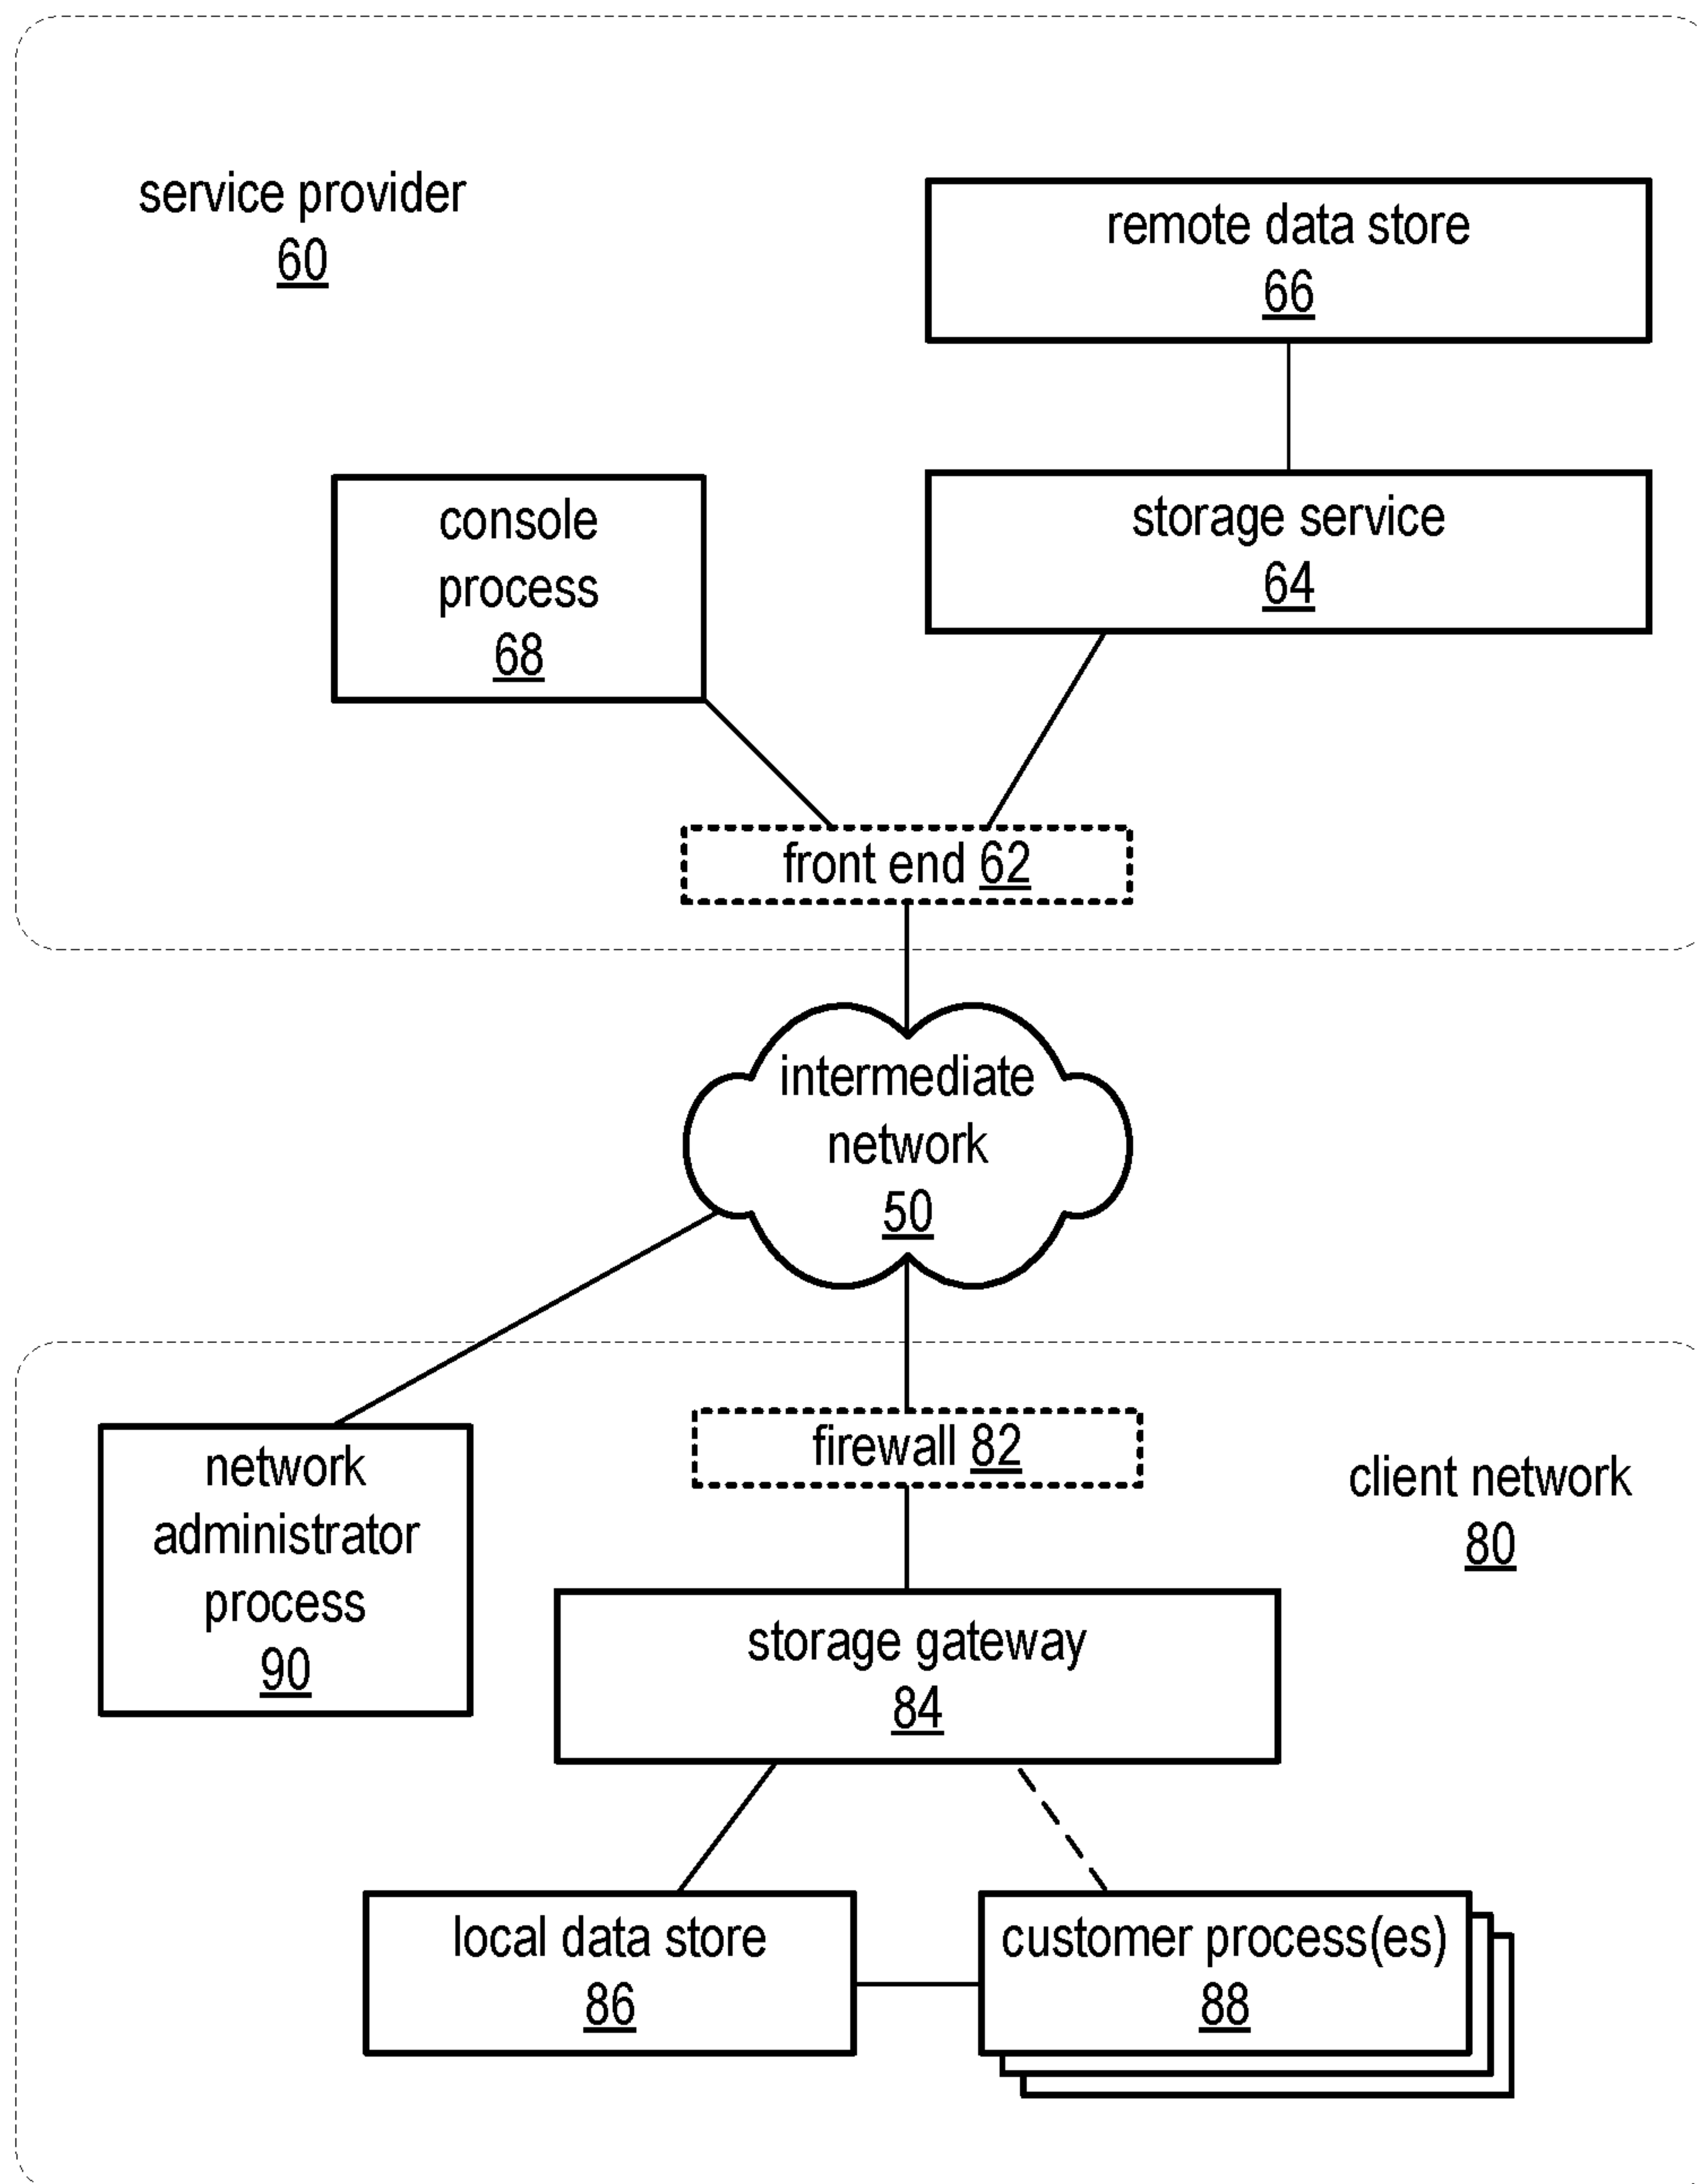 service provider
60
remote data store
66
console
process
68
storage service
64
front end 62
intermediate
network
50
network
administrator
process
90
firewall 82
client network
80
storage gateway
84
local data store
86
customer process(es)
88